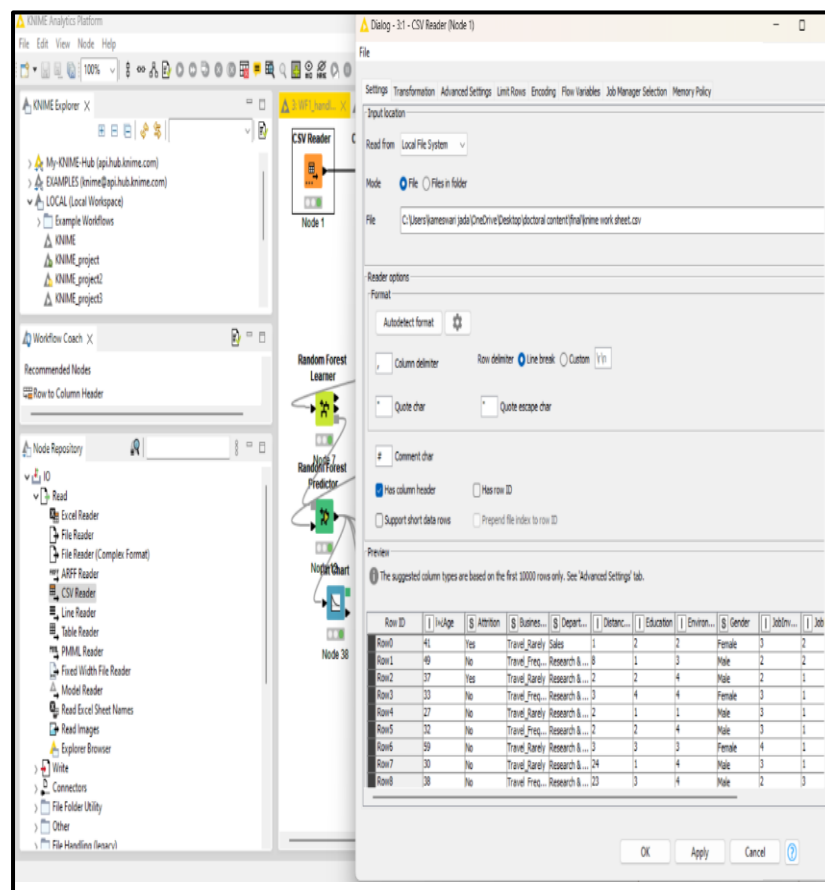 KNIME Analytics Platform
File Edit View Node Help
100%
KNIME Explorer
My-KNIME-Hub (api.hub.knime.com)
EXAMPLES (knime@api.hub.knime.com)
LOCAL (Local Workspace)
Example Workflows
KNIME
KNIME_project
KNIME_project2
KNIME_project3
Workflow Coach
Recommended Nodes
Row to Column Header
Node Repository
IO
Read
Excel Reader
File Reader
File Reader (Complex Format)
ARFF Reader
CSV Reader
Line Reader
Table Reader
PMML Reader
Fixed Width File Reader
Model Reader
Read Excel Sheet Names
Read Images
Explorer Browser
Write
Connectors
File Folder Utility
Other
File Handling (legacy)
3: WF1_handl...
CSV Reader
Node 1
Random Forest
Learner
Node 7
Random Forest
Predictor
Chart
Node 38
Dialog - 3:1 - CSV Reader (Node 1)
File
Settings Transformation Advanced Settings Limit Rows Encoding Flow Variables Job Manager Selection Memory Policy
Input location
Read from Local File System
Mode File Files in folder
File C:\Users\kameswari jada\OneDrive\Desktop\doctoral content\final\knime work sheet.csv
Reader options
Format
Autodetect format
, Column delimiter Row delimiter Line break Custom \r\n
" Quote char " Quote escape char
# Comment char
Has column header Has row ID
Support short data rows Prepend file index to row ID
Preview
The suggested column types are based on the first 10000 rows only. See 'Advanced Settings' tab.
Row ID I ï»¿Age S Attrition S Busines... S Depart... I Distanc... I Education I Environ... S Gender I JobInv... I Job
Row0 41 Yes Travel_Rarely Sales 1 2 2 Female 3 2
Row1 49 No Travel_Freq... Research & ... 8 1 3 Male 2 2
Row2 37 Yes Travel_Rarely Research & ... 2 2 4 Male 2 1
Row3 33 No Travel_Freq... Research & ... 3 4 4 Female 3 1
Row4 27 No Travel_Rarely Research & ... 2 1 1 Male 3 1
Row5 32 No Travel_Freq... Research & ... 2 2 4 Male 3 1
Row6 59 No Travel_Rarely Research & ... 3 3 3 Female 4 1
Row7 30 No Travel_Rarely Research & ... 24 1 4 Male 3 1
Row8 38 No Travel_Freq... Research & ... 23 3 4 Male 2 3
OK Apply Cancel